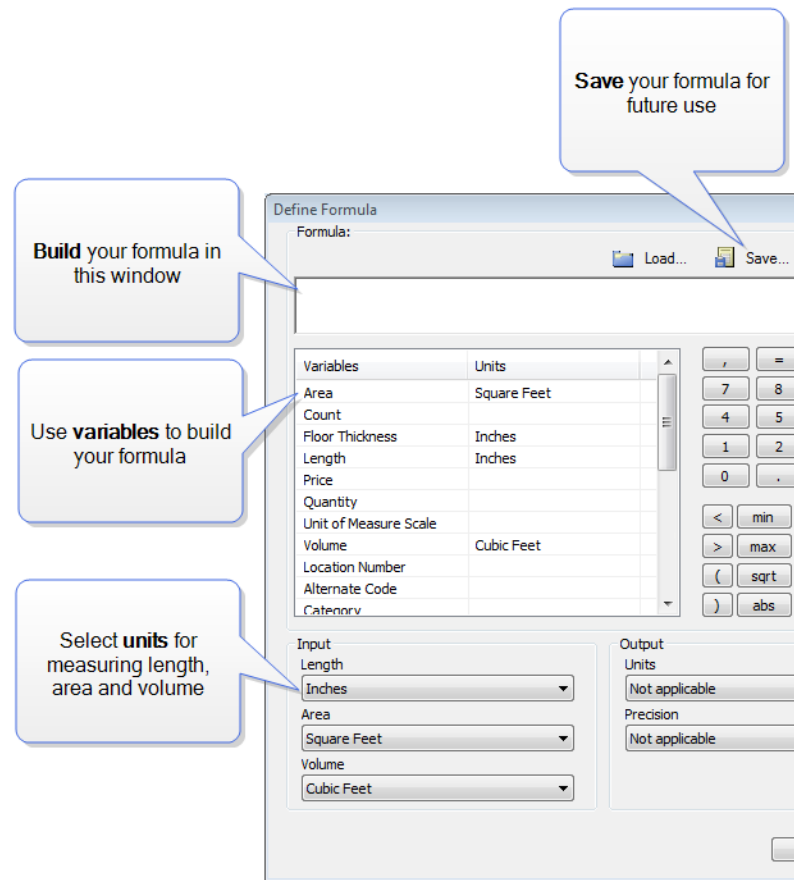 Save your formula for
future use
Define Formula
Formula:
Build your formula in
this window
Load... Save...
Variables Units
, =
Area Square Feet
7 8
Count
Use variables to build
your formula
4 5
Floor Thickness Inches
Length Inches
1 2
Price
0 .
Quantity
Unit of Measure Scale
< min
Volume Cubic Feet
> max
Location Number
( sqrt
Alternate Code
) abs
Category
Select units for
measuring length,
area and volume
Input
Length
Inches
Area
Square Feet
Volume
Cubic Feet
Output
Units
Not applicable
Precision
Not applicable